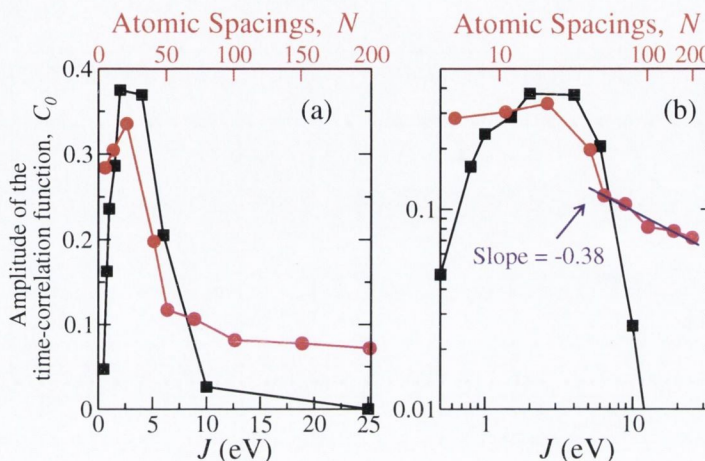 Atomic Spacings, N
Atomic Spacings, N
0 50 100 150 200
10 100 200
0.4
0.3
0.2
0.1
0
(a)
(b)
0.1
0.01
Slope = -0.38
Amplitude of the
time-correlation function, C0
0 5 10 15 20 25
1 10
J (eV)
J (eV)